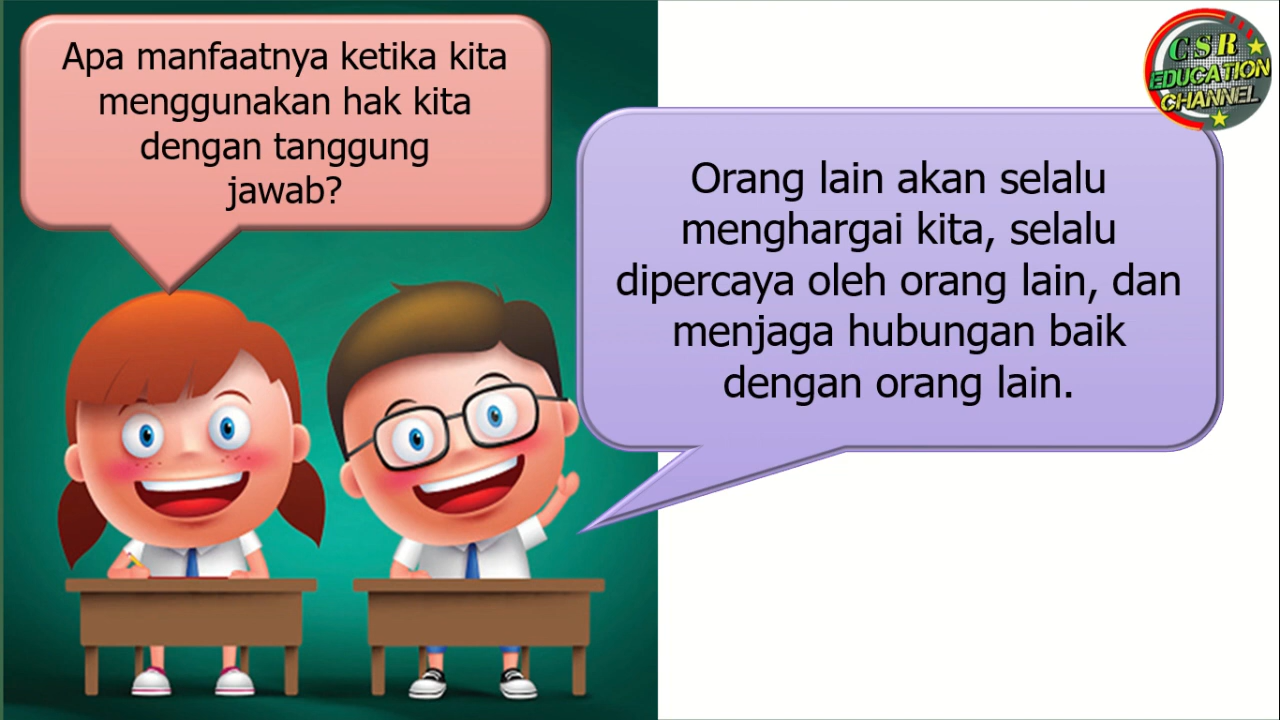 Apa manfaatnya ketika kita
menggunakan hak kita
dengan tanggung
jawab?
Orang lain akan selalu
menghargai kita, selalu
dipercaya oleh orang lain, dan
menjaga hubungan baik
dengan orang lain.
CSR
EDUCATION
CHANNEL